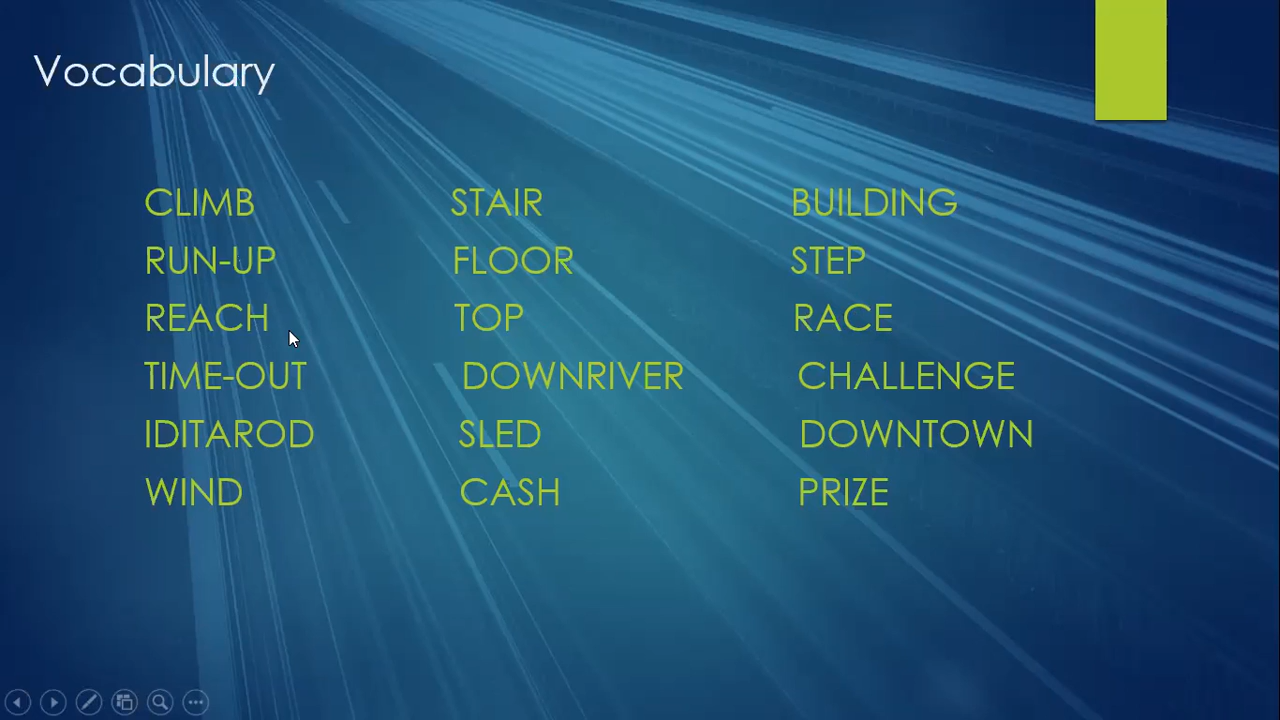 Vocabulary
CLIMB STAIR BUILDING
RUN-UP FLOOR STEP
REACH TOP RACE
TIME-OUT DOWNRIVER CHALLENGE
IDITAROD SLED DOWNTOWN
WIND CASH PRIZE